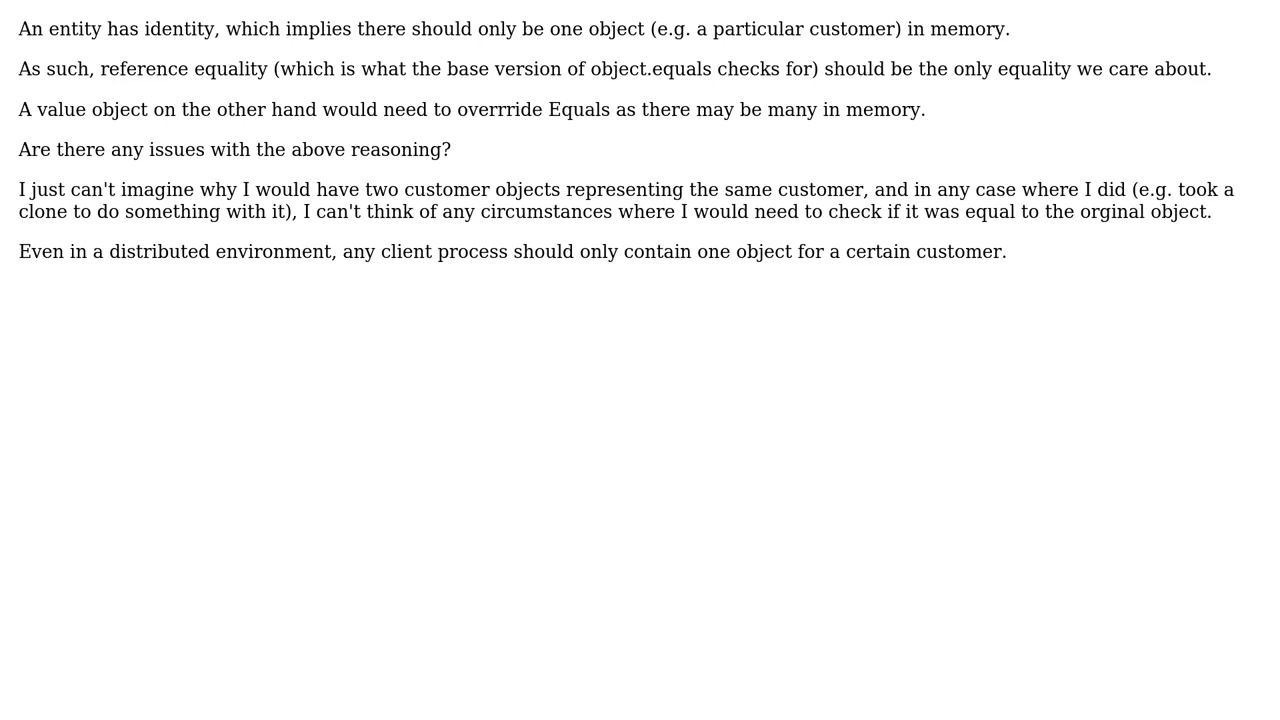 An entity has identity, which implies there should only be one object (e.g. a particular customer) in memory.
As such, reference equality (which is what the base version of object.equals checks for) should be the only equality we care about.
A value object on the other hand would need to overrride Equals as there may be many in memory.
Are there any issues with the above reasoning?
I just can't imagine why I would have two customer objects representing the same customer, and in any case where I did (e.g. took a
clone to do something with it), I can't think of any circumstances where I would need to check if it was equal to the orginal object.
Even in a distributed environment, any client process should only contain one object for a certain customer.